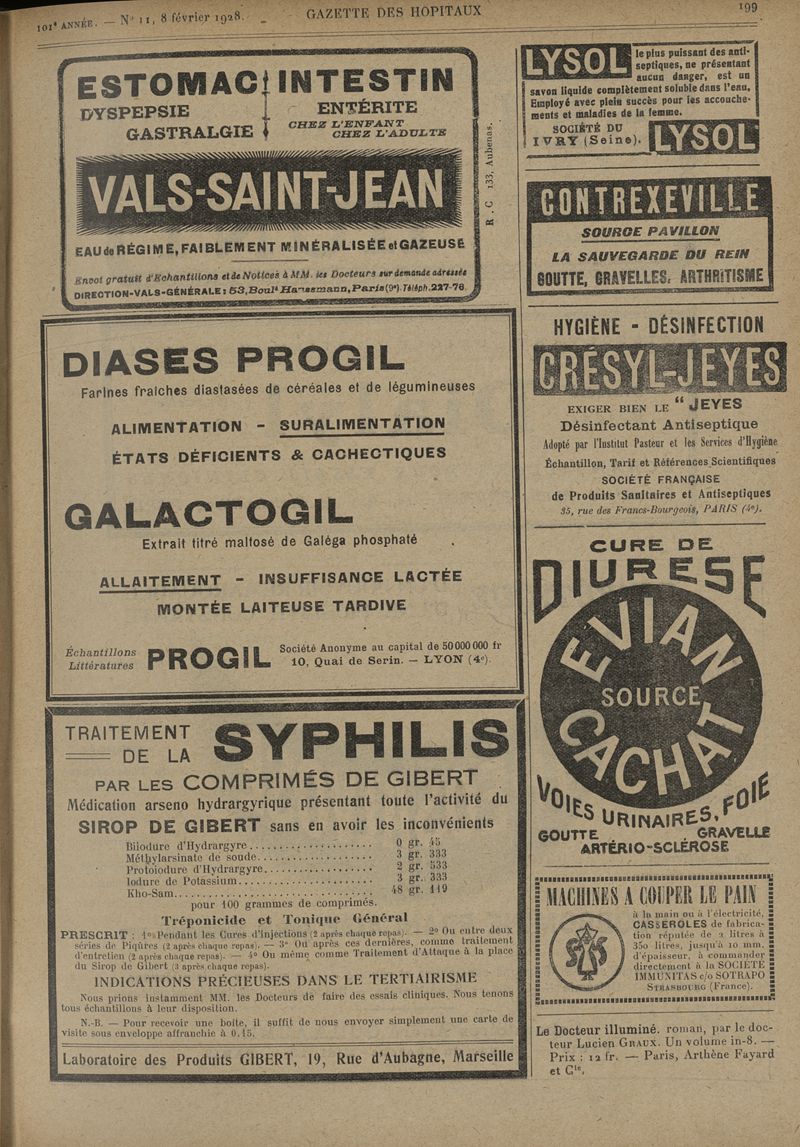 101e ANNÉE. — N° 11, 8 février 1928.
GAZETTE DES HOPITAUX
199
ESTOMAC INTESTIN
DYSPEPSIE ENTÉRITE
GASTRALGIE CHEZ L'ENFANT
CHEZ L'ADULTE
VALS-SAINT-JEAN
EAU de RÉGIME, FAIBLEMENT MINÉRALISÉE et GAZEUSE
Envoi gratuit d'Echantillons et de Notices à MM. les Docteurs sur demande adressée
DIRECTION-VALS-GÉNÉRALE: 53, Boult Haussmann, Paris (9e). Téléph. 227-76.
R. C 133, Aubenas.
DIASES PROGIL
Farines fraiches diastasées de céréales et de légumineuses
ALIMENTATION - SURALIMENTATION
ÉTATS DÉFICIENTS & CACHECTIQUES
GALACTOGIL
Extrait titré maltosé de Galéga phosphaté
ALLAITEMENT - INSUFFISANCE LACTÉE
MONTÉE LAITEUSE TARDIVE
Échantillons
Littératures
PROGIL
Société Anonyme au capital de 50 000 000 fr
10, Quai de Serin. — LYON (4e).
TRAITEMENT
DE LA
SYPHILIS
PAR LES COMPRIMÉS DE GIBERT
Médication arseno hydrargyrique présentant toute l'activité du
SIROP DE GIBERT sans en avoir les inconvénients
Biiodure d'Hydrargyre 0 gr. 45
Méthylarsinate de soude 3 gr. 333
Protoiodure d'Hydrargyre 2 gr. 533
Iodure de Potassium 3 gr. 333
Kho-Sam 48 gr. 119
pour 100 grammes de comprimés.
Tréponicide et Tonique Général
PRESCRIT : 1° Pendant les Cures d'injections (2 après chaque repas). — 2° Ou entre deux
séries de Piqûres (2 après chaque repas). — 3° Ou après ces dernières, comme traitement
d'entretien (2 après chaque repas). — 4° Ou même comme Traitement d'Attaque à la place
du Sirop de Gibert (3 après chaque repas).
INDICATIONS PRÉCIEUSES DANS LE TERTIAIRISME
Nous prions instamment MM. les Docteurs de faire des essais cliniques. Nous tenons
tous échantillons à leur disposition.
N.-B. — Pour recevoir une boîte, il suffit de nous envoyer simplement une carte de
visite sous enveloppe affranchie à 0.15.
Laboratoire des Produits GIBERT, 19, Rue d'Aubagne, Marseille
LYSOL
le plus puissant des anti-
septiques, ne présentant
aucun danger, est un
savon liquide complètement soluble dans l'eau.
Employé avec plein succès pour les accouche-
ments et maladies de la femme.
SOCIÉTÉ DU
IVRY (Seine).
LYSOL
CONTREXEVILLE
SOURCE PAVILLON
LA SAUVEGARDE DU REIN
GOUTTE, GRAVELLES, ARTHRITISME
HYGIÈNE - DÉSINFECTION
CRÉSYL-JEYES
EXIGER BIEN LE "JEYES
Désinfectant Antiseptique
Adopté par l'Institut Pasteur et les Services d'Hygiène
Échantillon, Tarif et Références Scientifiques
SOCIÉTÉ FRANÇAISE
de Produits Sanitaires et Antiseptiques
35, rue des Francs-Bourgeois, PARIS (4e).
CURE DE
DIURESE
EVIAN
SOURCE
CACHAT
VOIES URINAIRES, FOIE
GOUTTE GRAVELLE
ARTÉRIO-SCLÉROSE
MACHINES A COUPER LE PAIN
à la main ou à l'électricité,
CASSEROLES de fabrica-
tion réputée de 2 litres à
350 litres, jusqu'à 10 mm.
d'épaisseur, à commander
directement à la SOCIÉTÉ
IMMUNITAS c/o SOTRAPO
STRASBOURG (France).
Le Docteur illuminé. roman, par le doc-
teur Lucien GRAUX. Un volume in-8. —
Prix : 12 fr. — Paris, Arthène Fayard
et Cie.